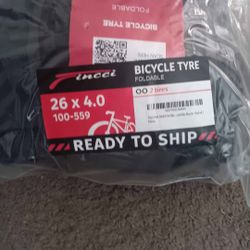 BICYCLE TYRE
FOLDABLE
Fincci
BICYCLE TYRE
FOLDABLE
2 tires
26 x 4.0
100-559
READY TO SHIP